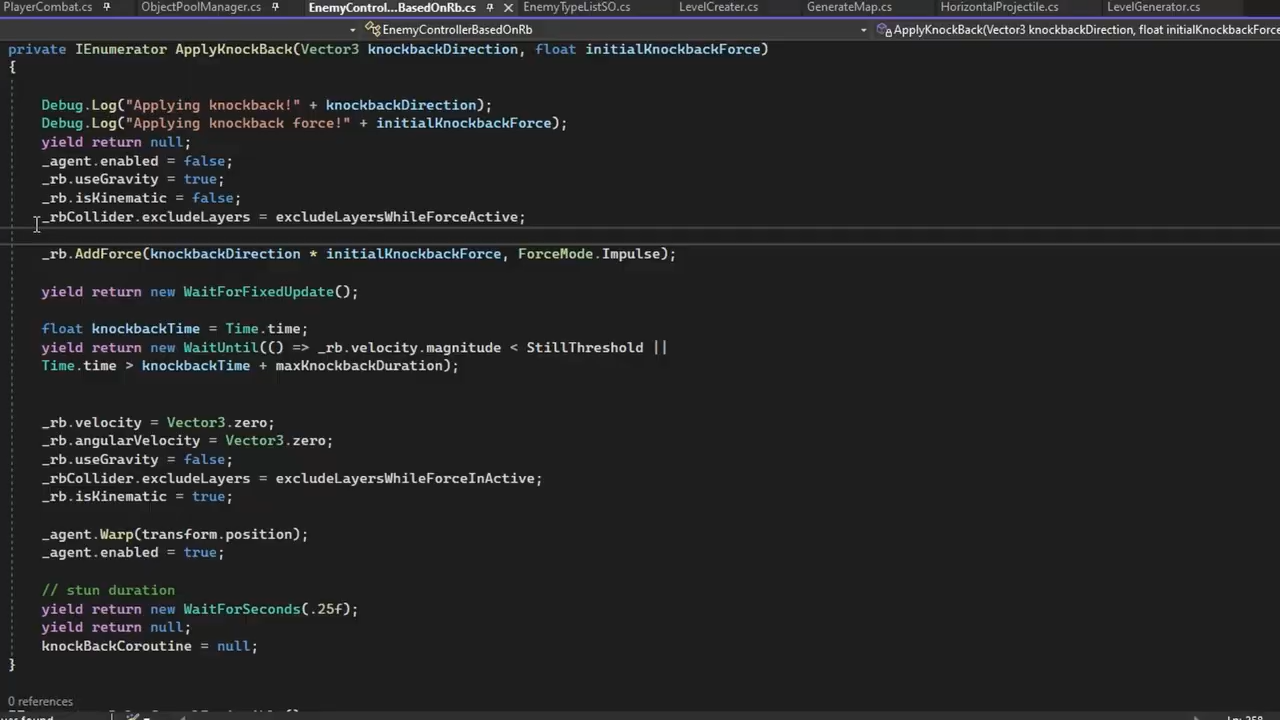 PlayerCombat.cs ObjectPoolManager.cs EnemyControl...BasedOnRb.cs EnemyTypeListSO.cs LevelCreater.cs GenerateMap.cs HorizontalProjectile.cs LevelGenerator.cs
EnemyControllerBasedOnRb ApplyKnockBack(Vector3 knockbackDirection, float initialKnockbackForce
private IEnumerator ApplyKnockBack(Vector3 knockbackDirection, float initialKnockbackForce)
{
Debug.Log("Applying knockback!" + knockbackDirection);
Debug.Log("Applying knockback force!" + initialKnockbackForce);
yield return null;
_agent.enabled = false;
_rb.useGravity = true;
_rb.isKinematic = false;
_rbCollider.excludeLayers = excludeLayersWhileForceActive;
_rb.AddForce(knockbackDirection * initialKnockbackForce, ForceMode.Impulse);
yield return new WaitForFixedUpdate();
float knockbackTime = Time.time;
yield return new WaitUntil(() => _rb.velocity.magnitude < StillThreshold ||
Time.time > knockbackTime + maxKnockbackDuration);
_rb.velocity = Vector3.zero;
_rb.angularVelocity = Vector3.zero;
_rb.useGravity = false;
_rbCollider.excludeLayers = excludeLayersWhileForceInActive;
_rb.isKinematic = true;
_agent.Warp(transform.position);
_agent.enabled = true;
// stun duration
yield return new WaitForSeconds(.25f);
yield return null;
knockBackCoroutine = null;
}
0 references